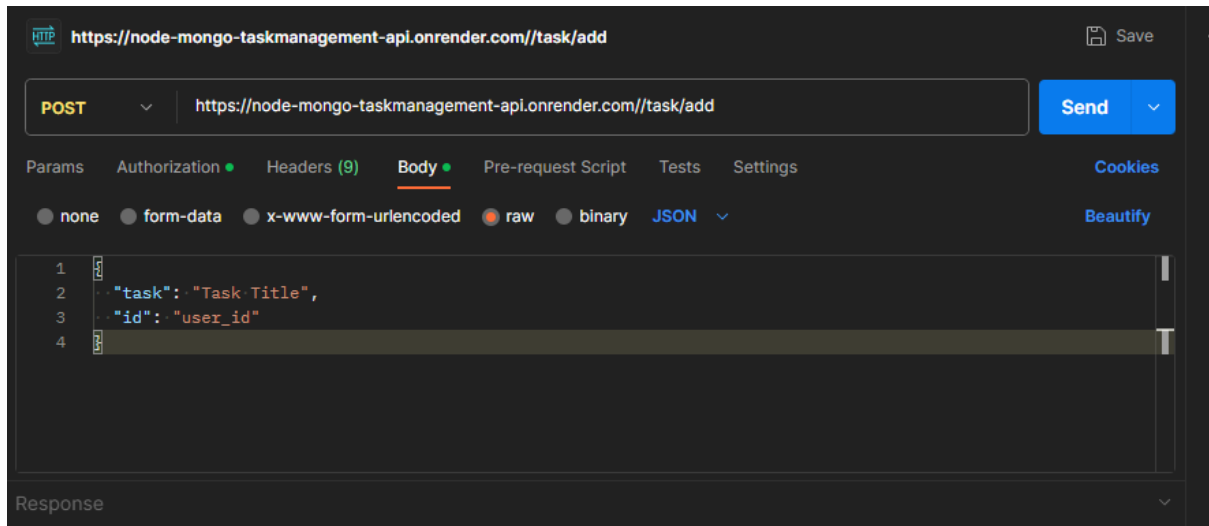 HTTP https://node-mongo-taskmanagement-api.onrender.com//task/add Save
POST https://node-mongo-taskmanagement-api.onrender.com//task/add Send
Params Authorization Headers (9) Body Pre-request Script Tests Settings Cookies
none form-data x-www-form-urlencoded raw binary JSON Beautify
1 {
2 "task": "Task Title",
3 "id": "user_id"
4 }
Response